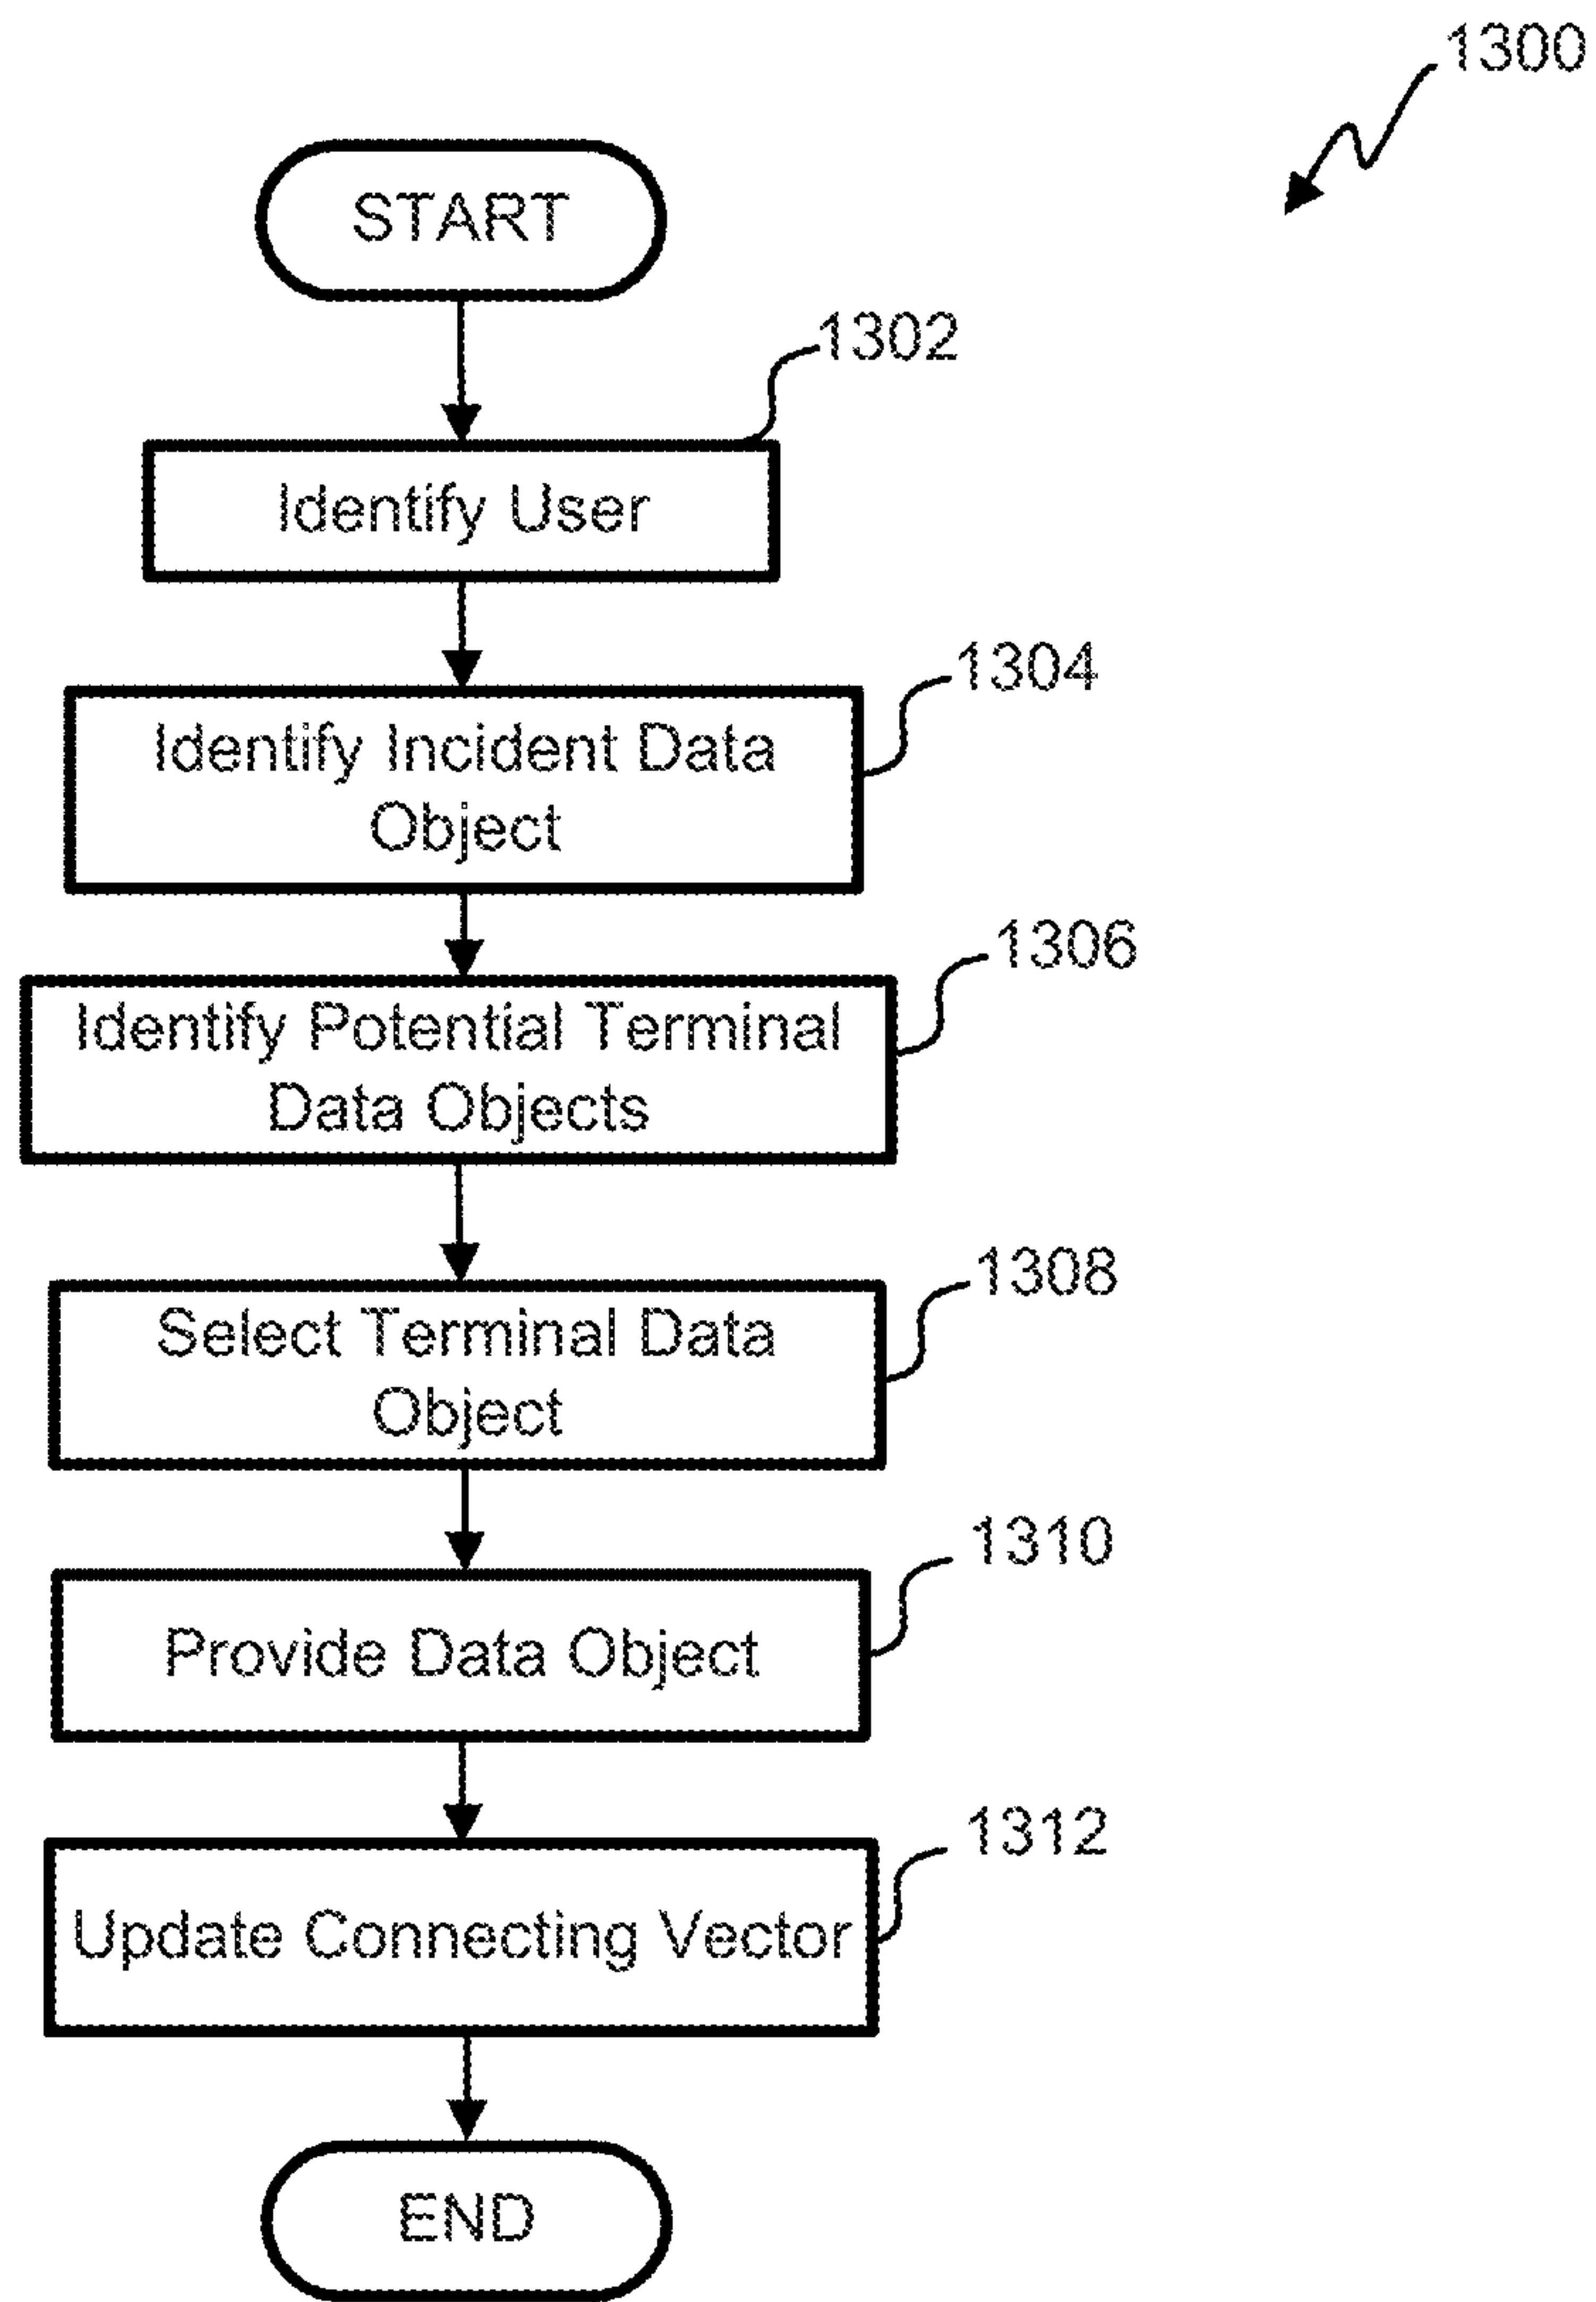 1300
START
1302
Identify User
1304
Identify Incident Data
Object
1306
Identify Potential Terminal
Data Objects
1308
Select Terminal Data
Object
1310
Provide Data Object
1312
Update Connecting Vector
END